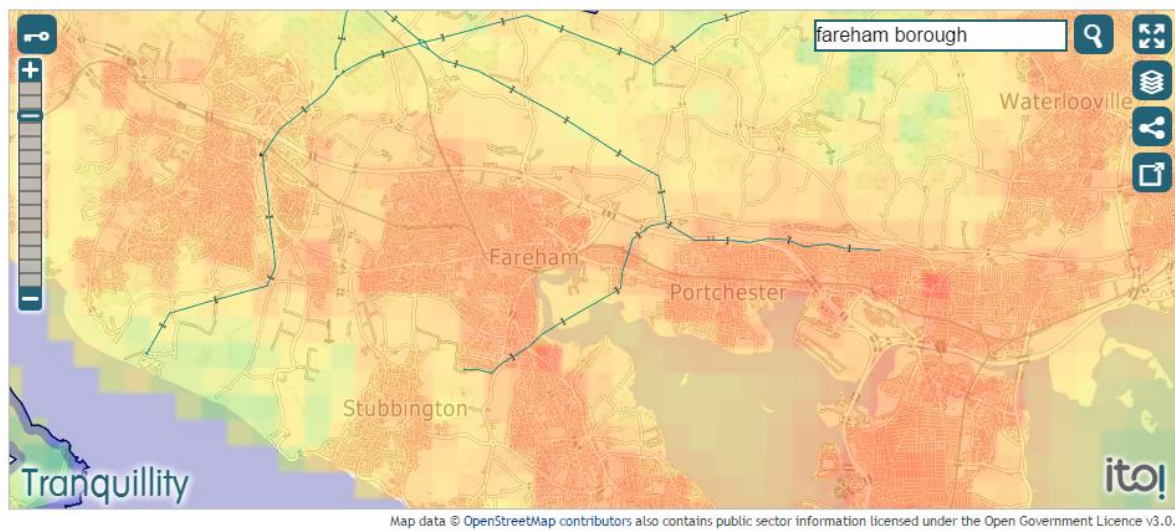 fareham borough
Waterlooville
Fareham
Portchester
Stubbington
Tranquillity
ito!
Map data © OpenStreetMap contributors also contains public sector information licensed under the Open Government Licence v3.0